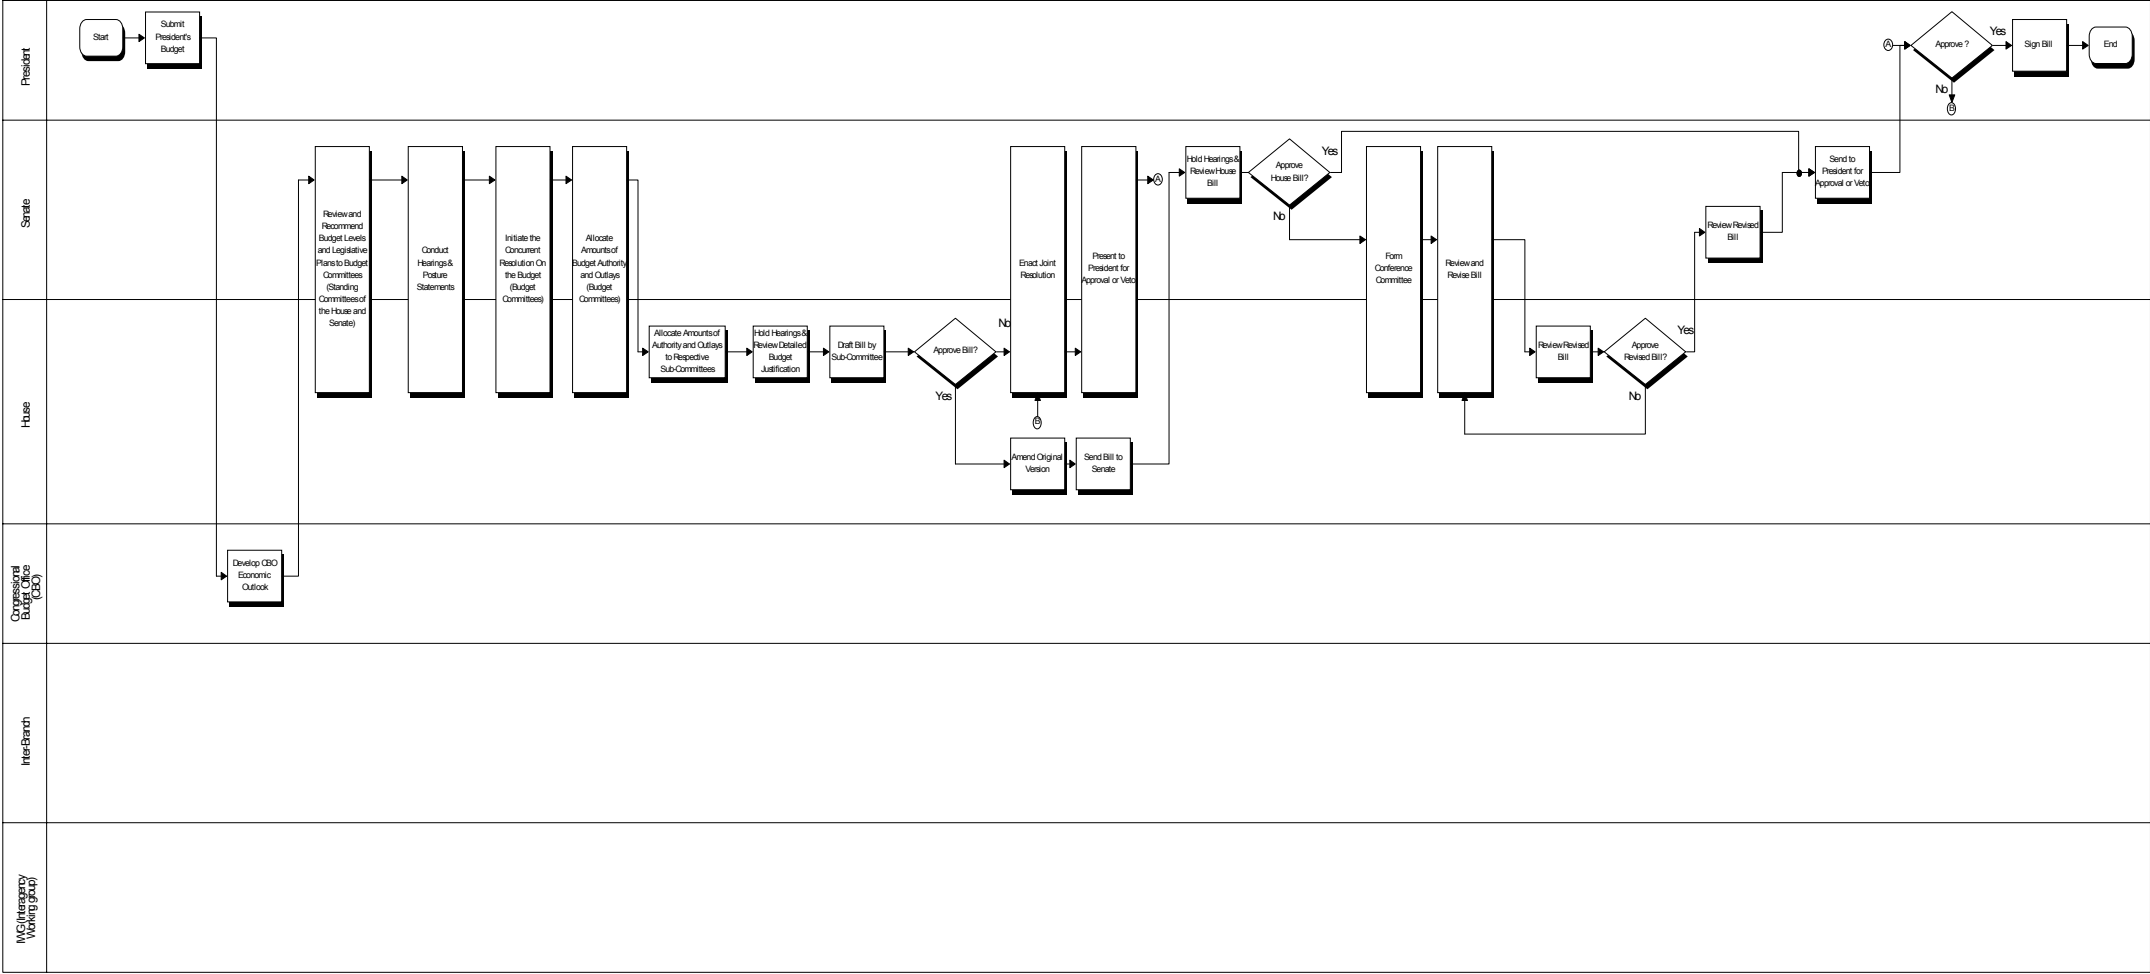 President
Start
Submit
President's
Budget
A
Approve ?
Yes
No
B
Sign Bill
End
Senate
Review and
Recommend
Budget Levels
and Legislative
Plans to Budget
Committees
(Standing
Committees of
the House and
Senate)
Conduct
Hearings &
Posture
Statements
Initiate the
Concurrent
Resolution On
the Budget
(Budget
Committees)
Allocate
Amounts of
Budget Authority
and Outlays
(Budget
Committees)
Enact Joint
Resolution
Present to
President for
Approval or Veto
A
Hold Hearings &
Review House
Bill
Approve
House Bill?
Yes
No
Form
Conference
Committee
Review and
Revise Bill
Review Revised
Bill
Send to
President for
Approval or Veto
House
Allocate Amounts of
Authority and Outlays
to Respective
Sub-Committees
Hold Hearings &
Review Detailed
Budget
Justification
Draft Bill by
Sub-Committee
Approve Bill?
No
Yes
B
Amend Original
Version
Send Bill to
Senate
Review Revised
Bill
Approve
Revised Bill?
Yes
No
Congressional
Budget Office
(CBO)
Develop CBO
Economic
Outlook
Inter-Branch
IWG (Interagency
Working group)